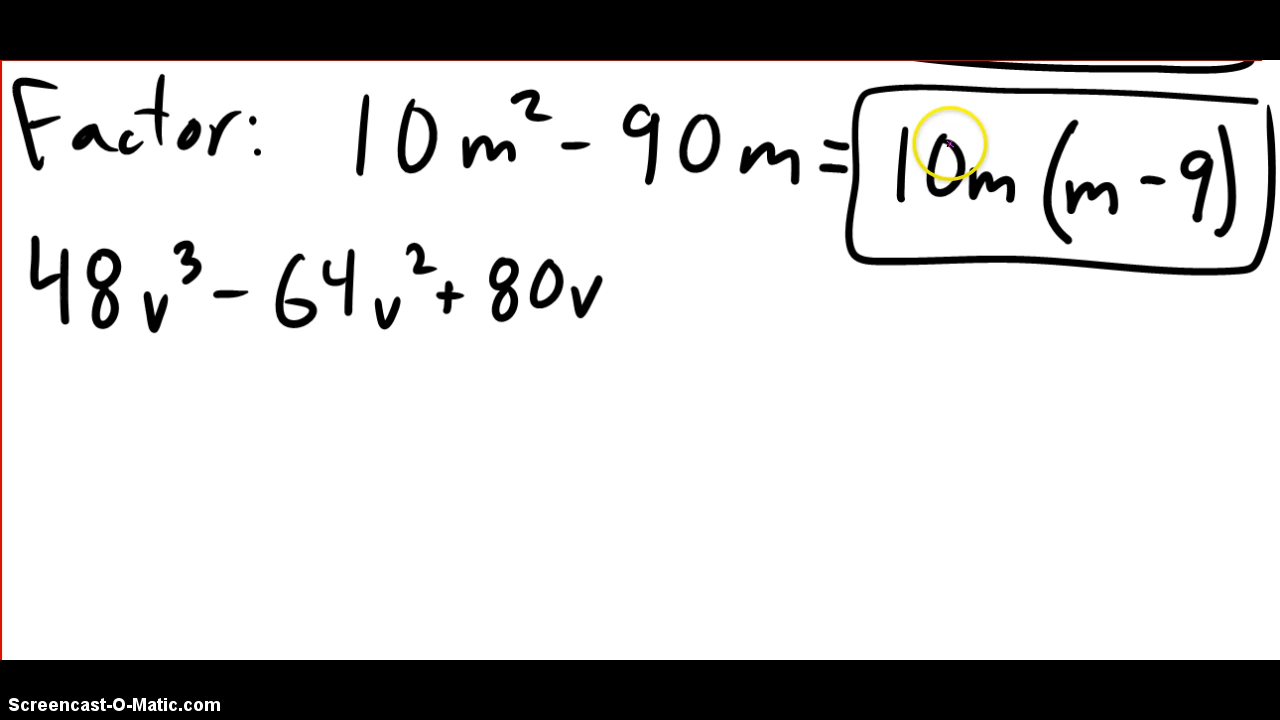 Factor: 10m² - 90m = 10m (m - 9)
48v³ - 64v² + 80v
Screencast-O-Matic.com